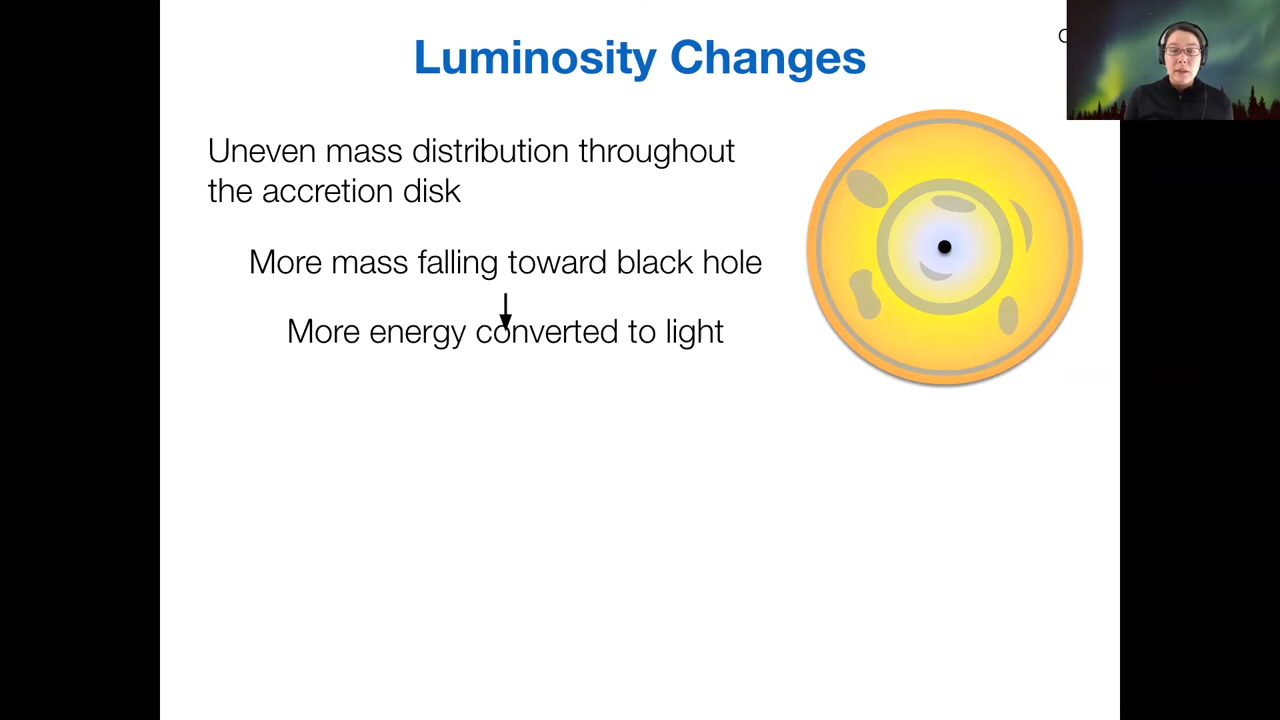 Luminosity Changes
Uneven mass distribution throughout
the accretion disk
More mass falling toward black hole
More energy converted to light